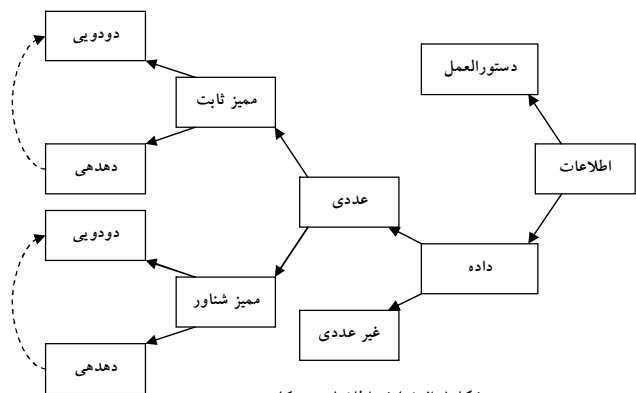 دودویی
دستورالعمل
ممیز ثابت
اطلاعات
دهدهی
عددی
دودویی
داده
ممیز شناور
غیر عددی
دهدهی